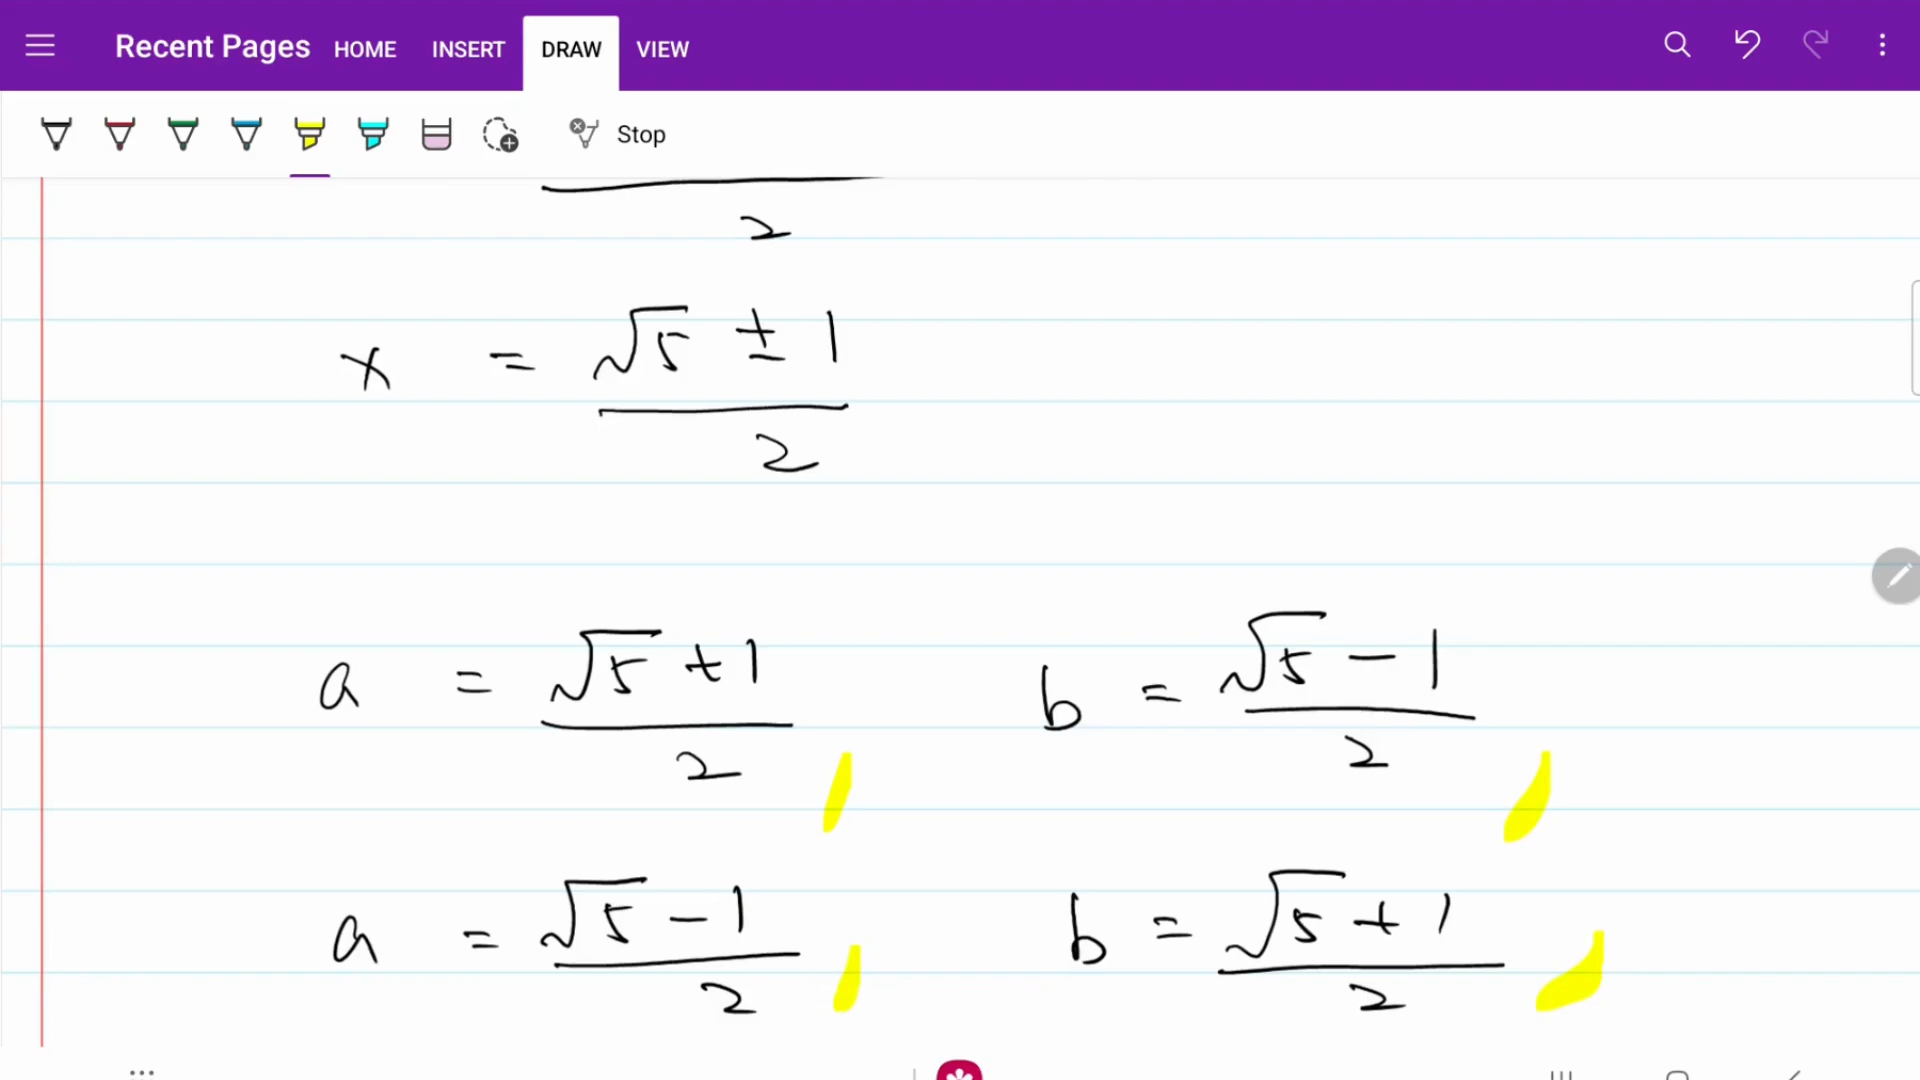 Recent Pages HOME INSERT DRAW VIEW
Stop
2
x = √5 ± 1
2
a = √5 + 1 b = √5 − 1
2 2
a = √5 − 1 b = √5 + 1
2 2